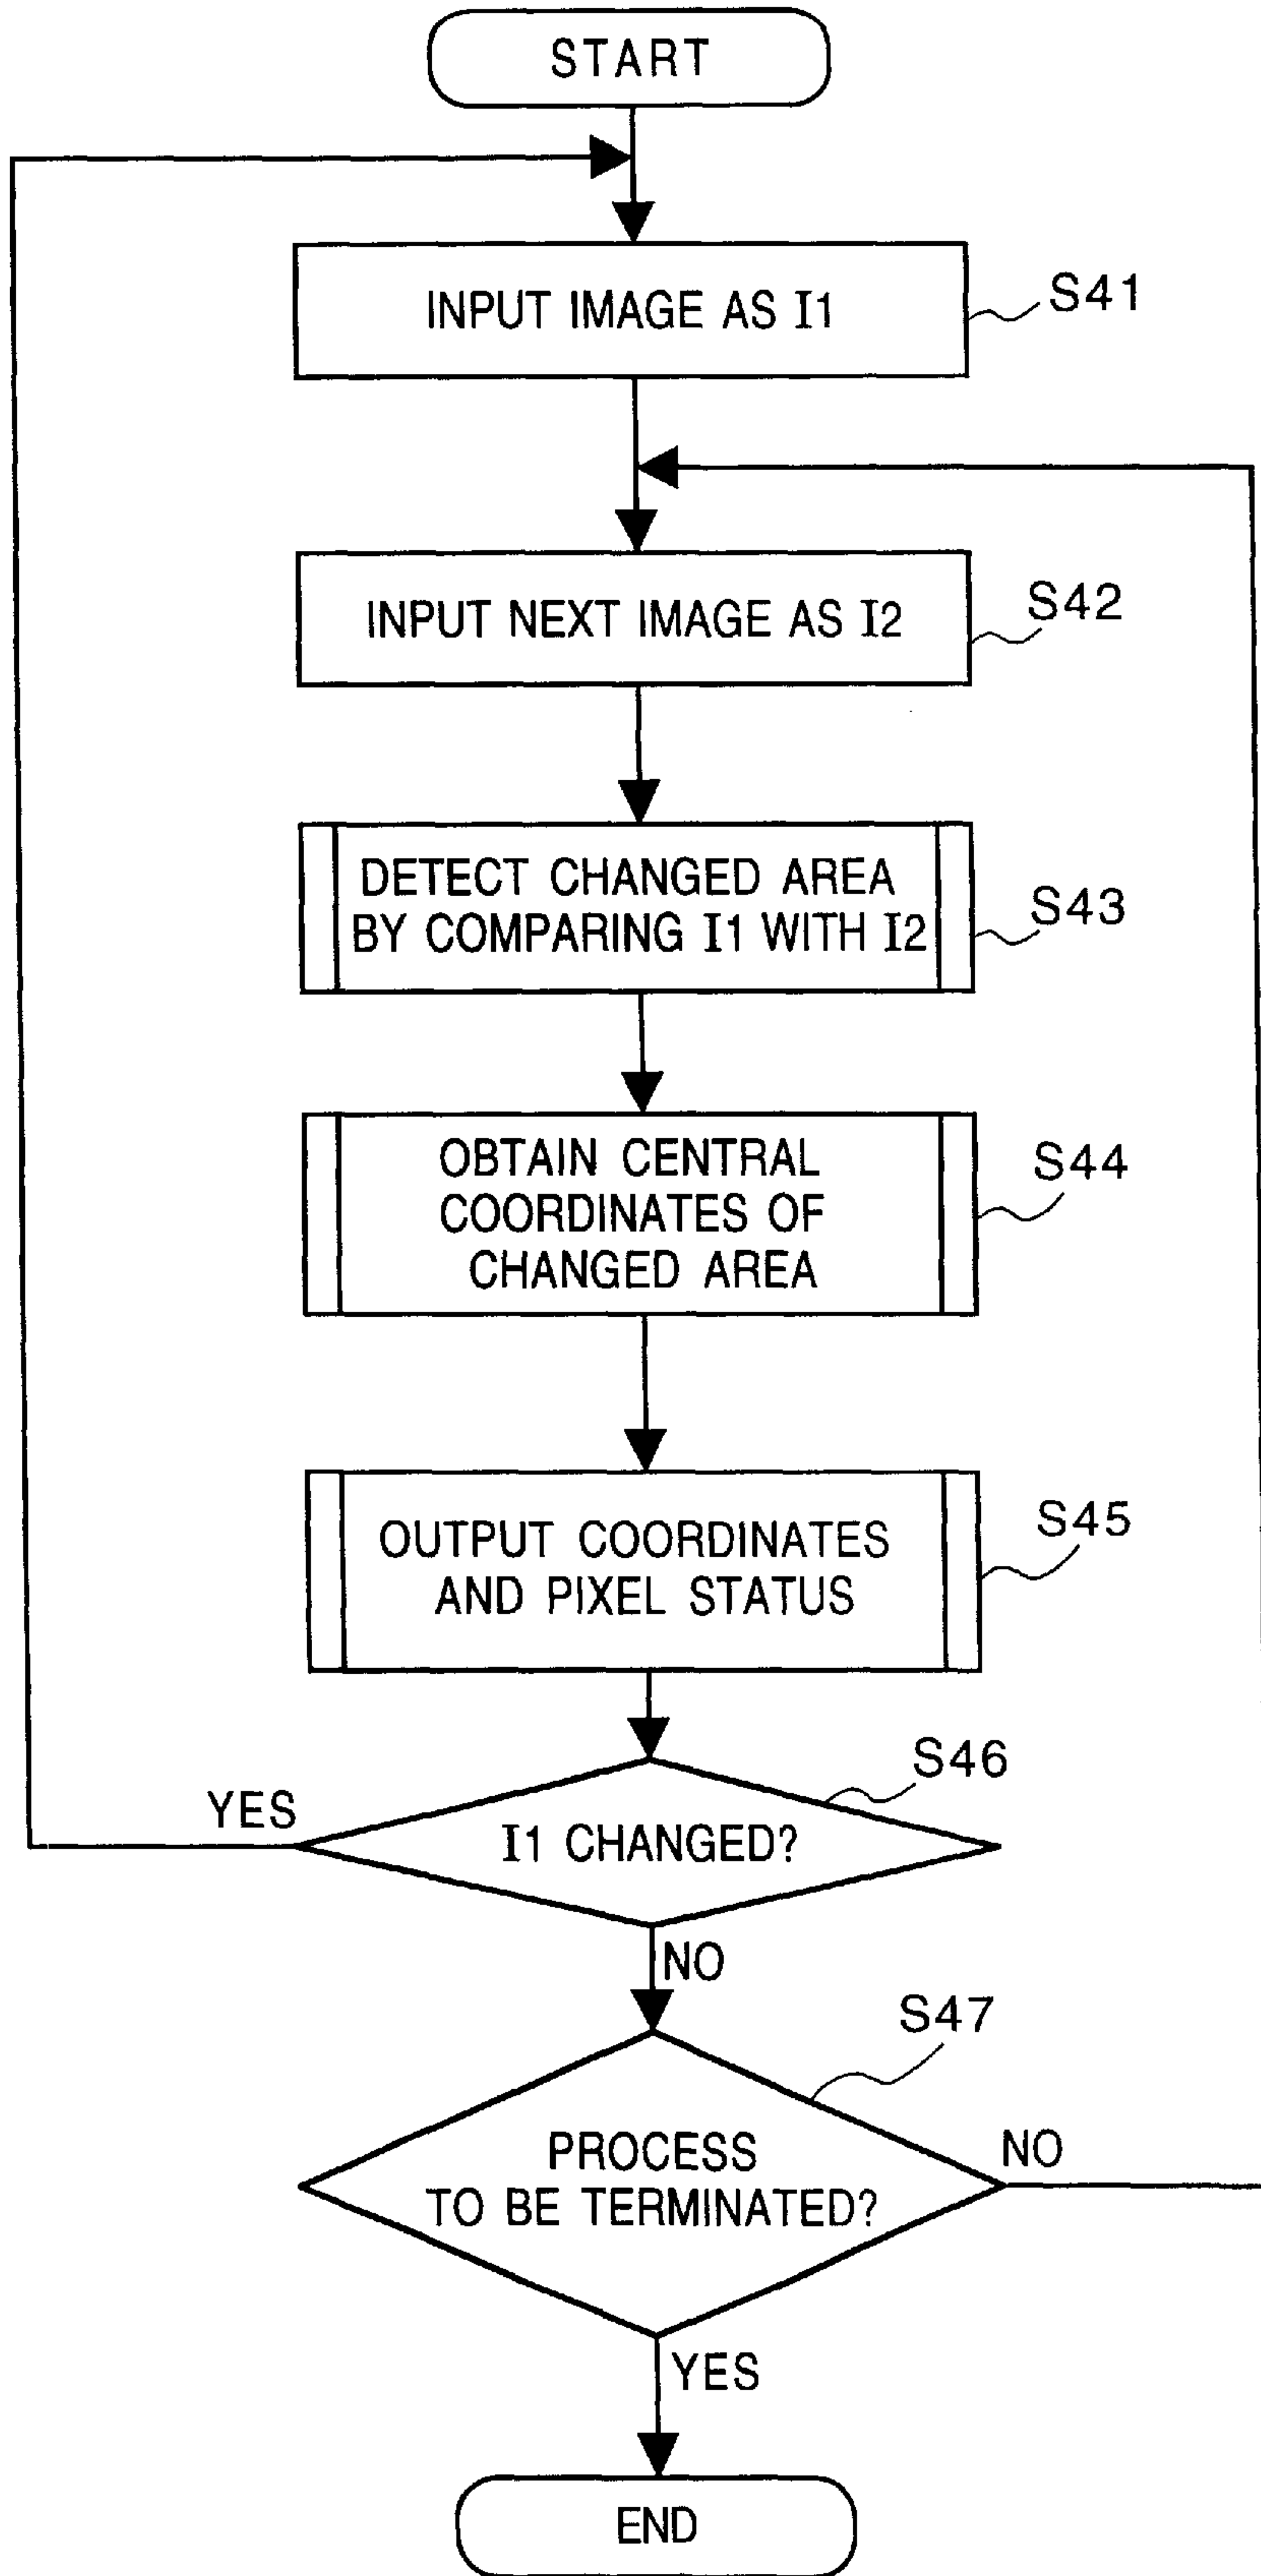 START
INPUT IMAGE AS I1
S41
INPUT NEXT IMAGE AS I2
S42
DETECT CHANGED AREA
BY COMPARING I1 WITH I2
S43
OBTAIN CENTRAL
COORDINATES OF
CHANGED AREA
S44
OUTPUT COORDINATES
AND PIXEL STATUS
S45
S46
YES
I1 CHANGED?
NO
S47
PROCESS
TO BE TERMINATED?
NO
YES
END